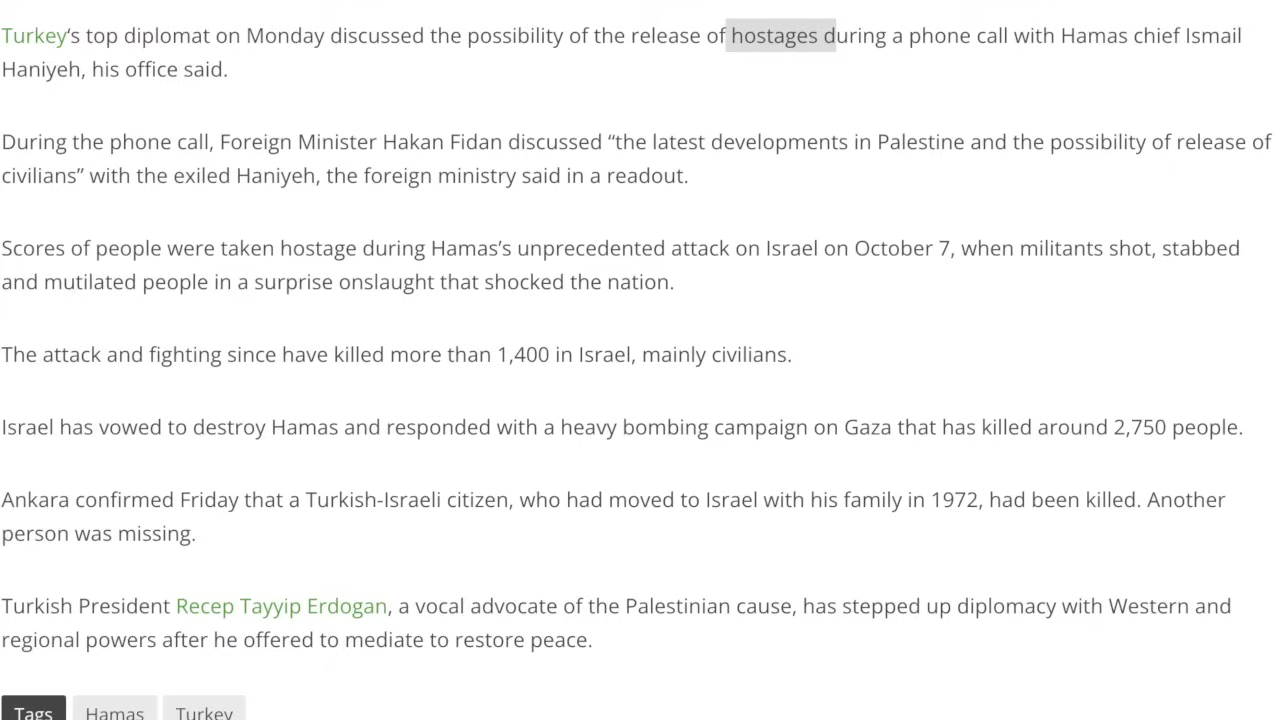 Turkey‘s top diplomat on Monday discussed the possibility of the release of hostages during a phone call with Hamas chief Ismail
Haniyeh, his office said.
During the phone call, Foreign Minister Hakan Fidan discussed “the latest developments in Palestine and the possibility of release of
civilians” with the exiled Haniyeh, the foreign ministry said in a readout.
Scores of people were taken hostage during Hamas’s unprecedented attack on Israel on October 7, when militants shot, stabbed
and mutilated people in a surprise onslaught that shocked the nation.
The attack and fighting since have killed more than 1,400 in Israel, mainly civilians.
Israel has vowed to destroy Hamas and responded with a heavy bombing campaign on Gaza that has killed around 2,750 people.
Ankara confirmed Friday that a Turkish-Israeli citizen, who had moved to Israel with his family in 1972, had been killed. Another
person was missing.
Turkish President Recep Tayyip Erdogan, a vocal advocate of the Palestinian cause, has stepped up diplomacy with Western and
regional powers after he offered to mediate to restore peace.
Tags Hamas Turkey